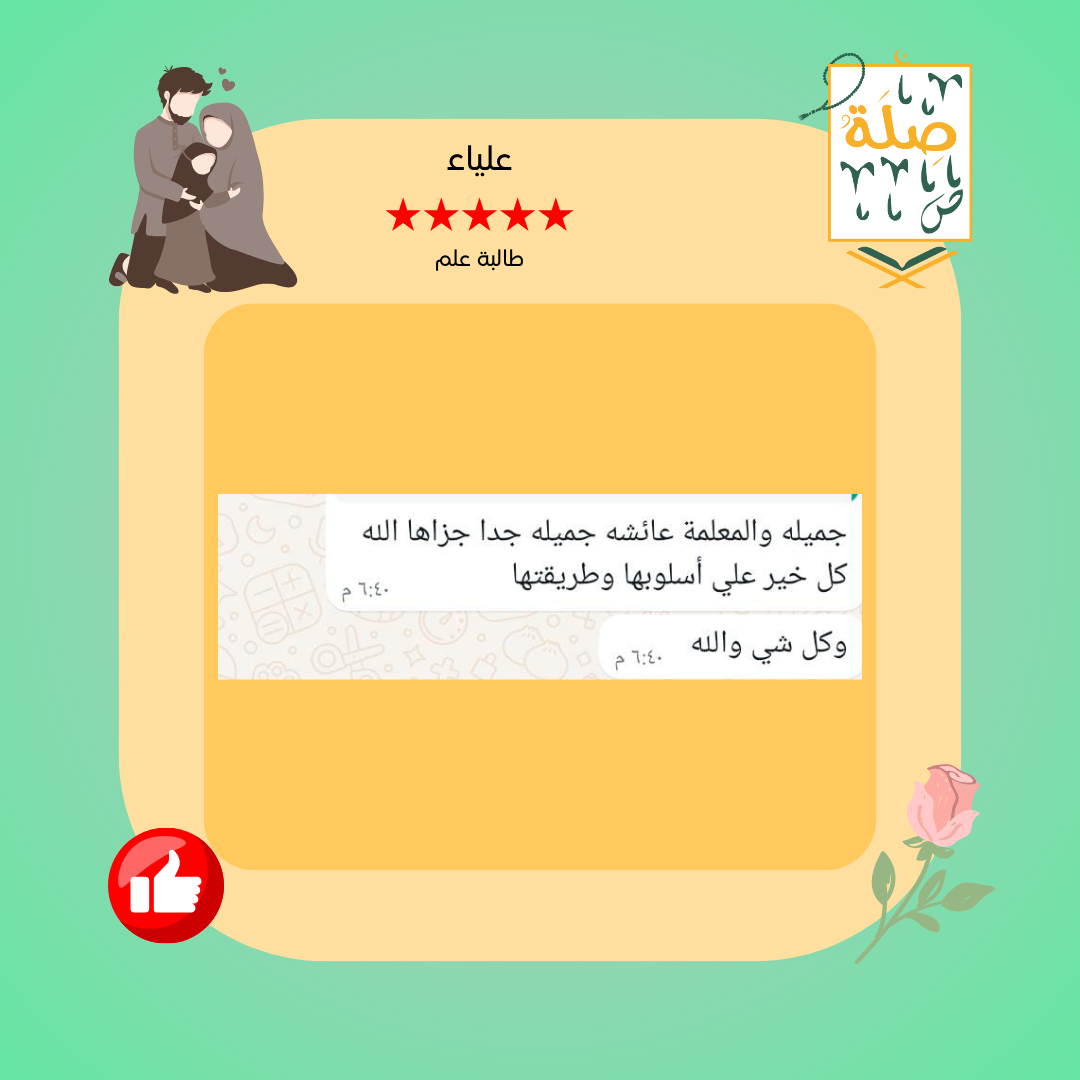 علياء
طالبة علم
صلة
جميله والمعلمة عائشه جميله جدا جزاها الله
كل خير علي أسلوبها وطريقتها
٦:٤٠ م
وكل شي والله
٦:٤٠ م